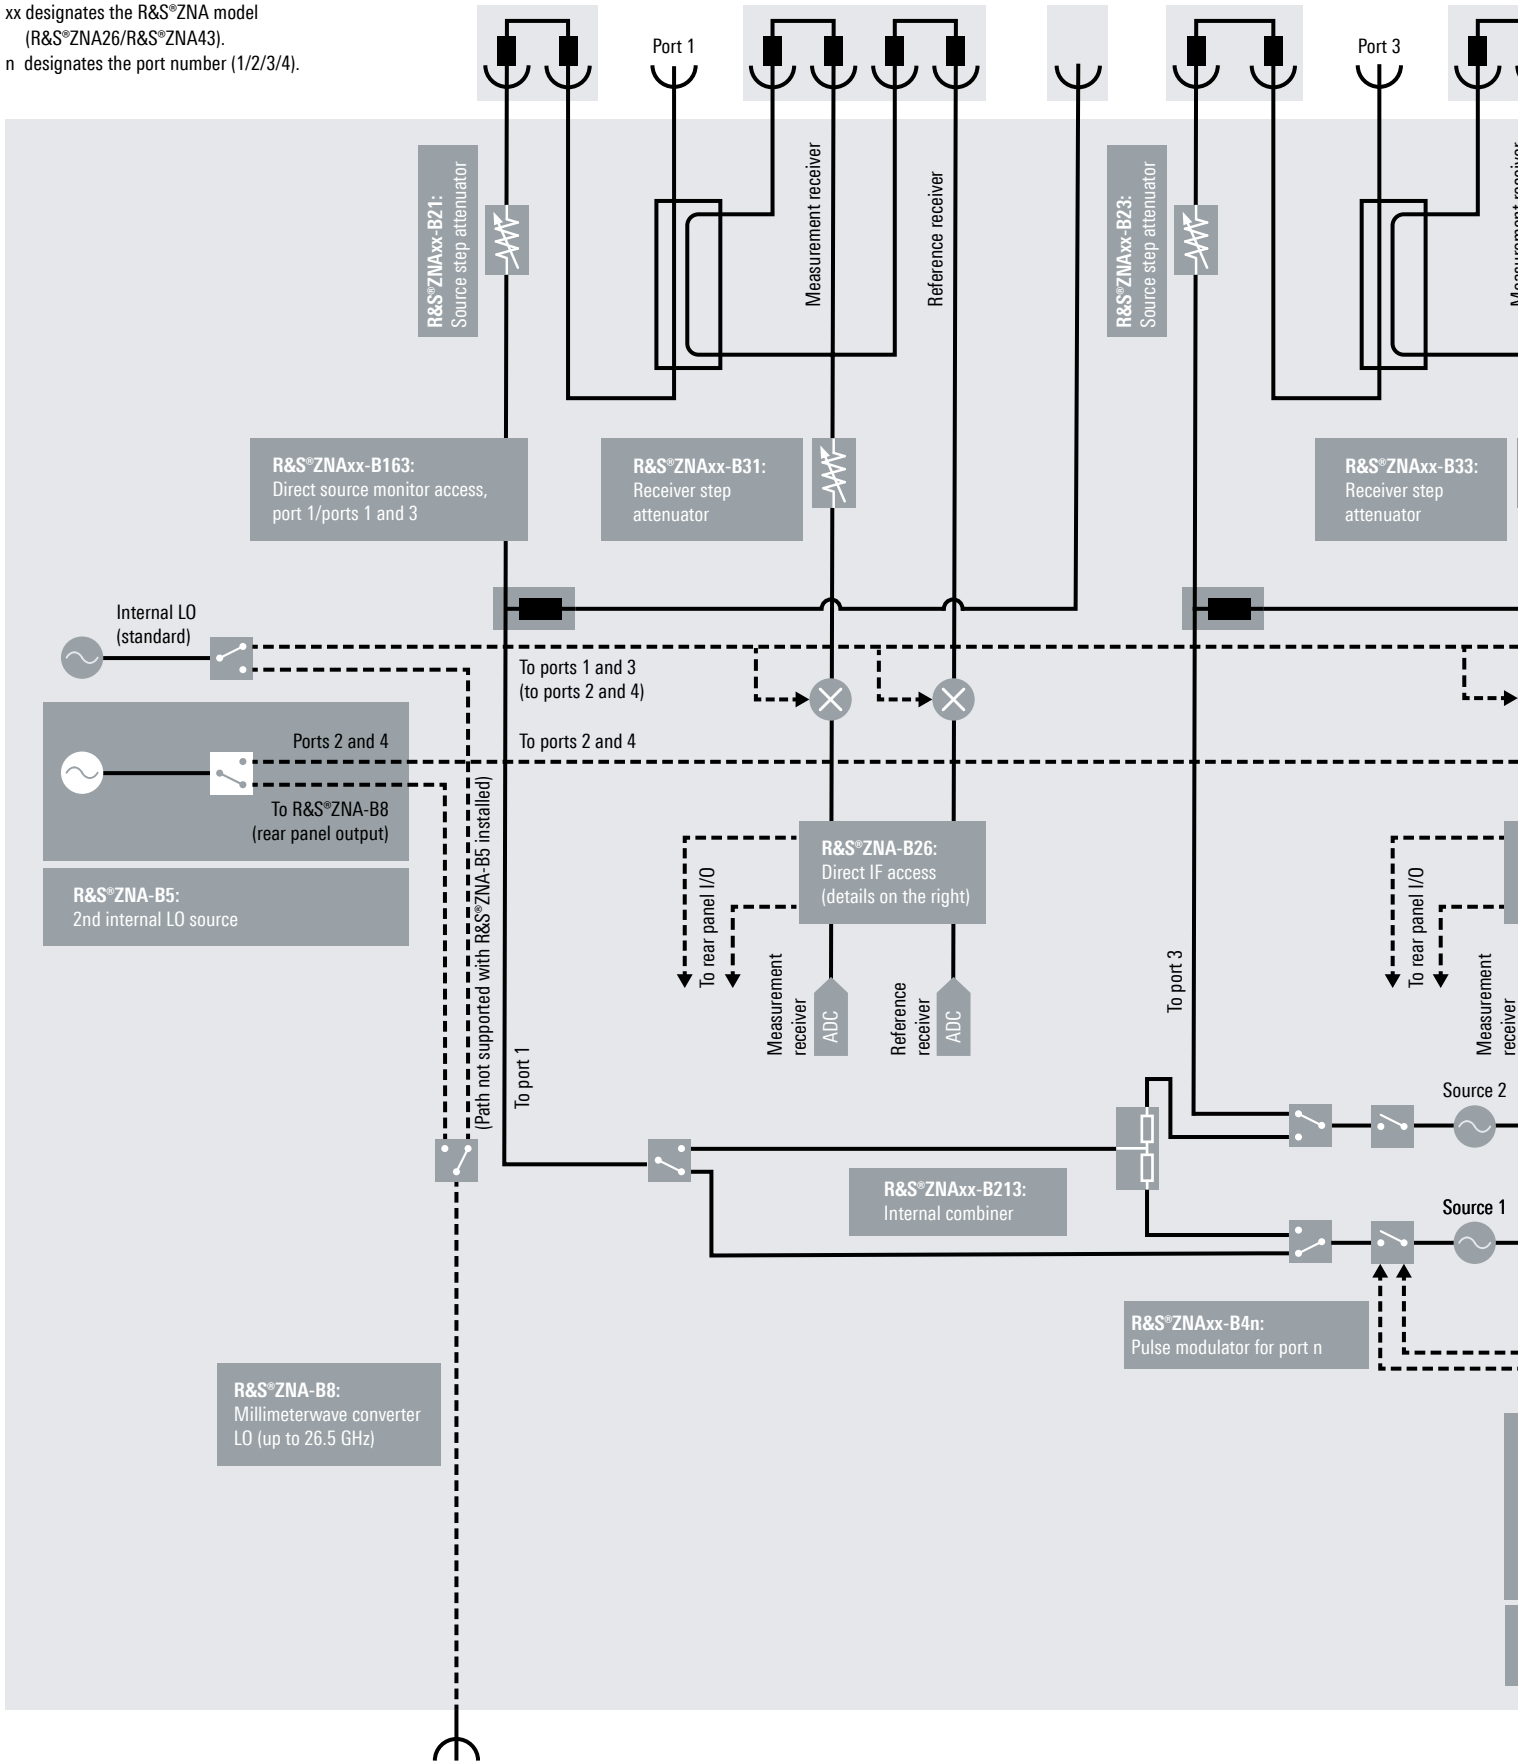 xx designates the R&S®ZNA model
(R&S®ZNA26/R&S®ZNA43).
n designates the port number (1/2/3/4).
Port 1
Port 3
R&S®ZNAxx-B21:
Source step attenuator
Measurement receiver
Reference receiver
R&S®ZNAxx-B23:
Source step attenuator
Measurement receiver
R&S®ZNAxx-B163:
Direct source monitor access,
port 1/ports 1 and 3
R&S®ZNAxx-B31:
Receiver step
attenuator
R&S®ZNAxx-B33:
Receiver step
attenuator
Internal LO
(standard)
To ports 1 and 3
(to ports 2 and 4)
Ports 2 and 4
To ports 2 and 4
To R&S®ZNA-B8
(rear panel output)
R&S®ZNA-B5:
2nd internal LO source
(Path not supported with R&S®ZNA-B5 installed)
To port 1
R&S®ZNA-B26:
Direct IF access
(details on the right)
To rear panel I/O
Measurement
receiver
ADC
Reference
receiver
ADC
To port 3
To rear panel I/O
Measurement
receiver
Source 2
R&S®ZNAxx-B213:
Internal combiner
Source 1
R&S®ZNAxx-B4n:
Pulse modulator for port n
R&S®ZNA-B8:
Millimeterwave converter
LO (up to 26.5 GHz)